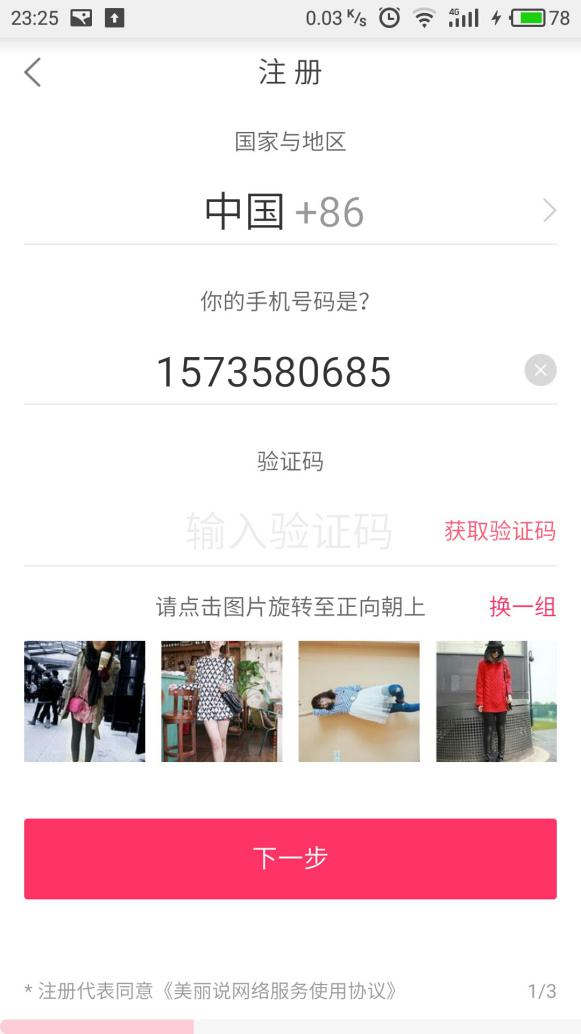 23:25 0.03 K/s 4G 78
注 册
国家与地区
中国 +86
你的手机号码是？
1573580685
验证码
输入验证码 获取验证码
请点击图片旋转至正向朝上 换一组
下一步
* 注册代表同意《美丽说网络服务使用协议》 1/3